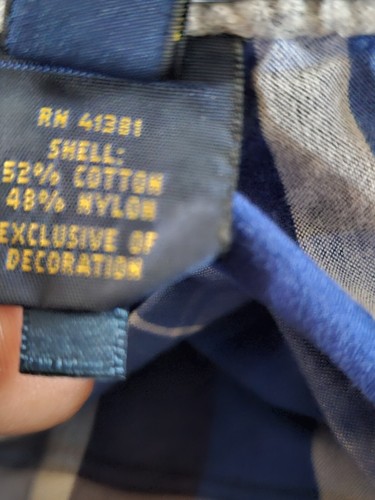 RN 41381
SHELL:
52% COTTON
48% NYLON
EXCLUSIVE OF
DECORATION